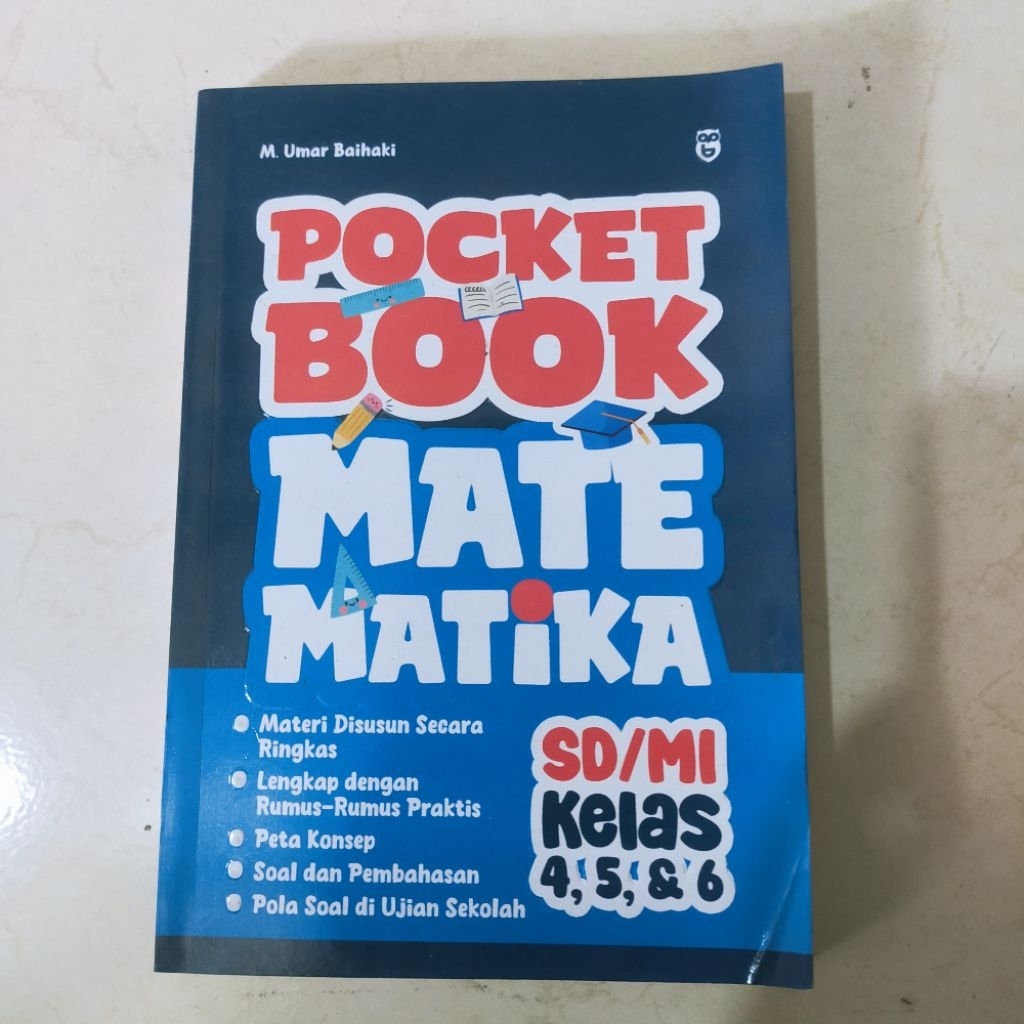 M. Umar Baihaki
POCKET
BOOK
MATE
MATiKA
Materi Disusun Secara
Ringkas
Lengkap dengan
Rumus-Rumus Praktis
Peta Konsep
Soal dan Pembahasan
Pola Soal di Ujian Sekolah
SD/MI
Kelas
4, 5, & 6